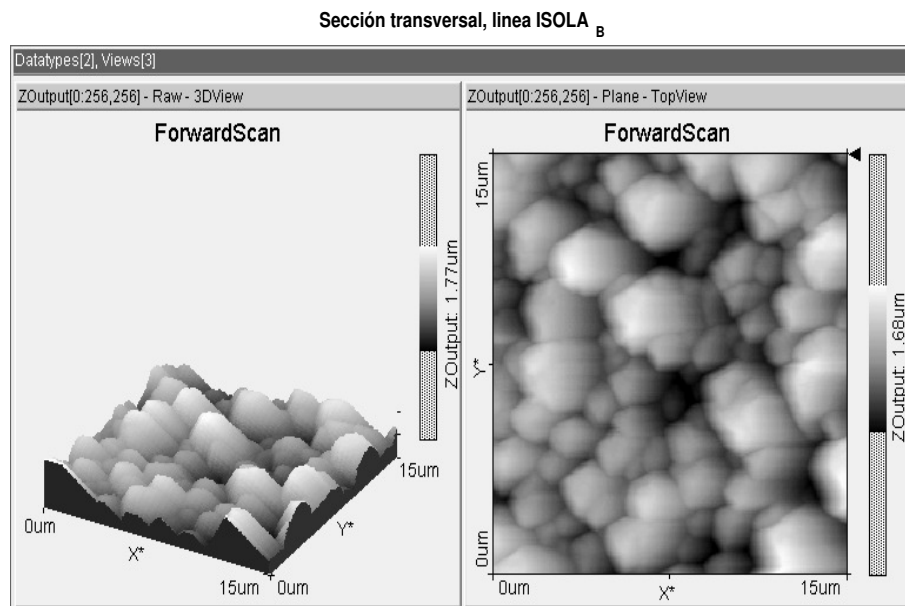 Sección transversal, linea ISOLA B
Datatypes[2], Views[3]
ZOutput[0:256,256] - Raw - 3DView
ForwardScan
ZOutput: 1.77um
0um
X*
15um
0um
Y*
15um
ZOutput[0:256,256] - Plane - TopView
ForwardScan
15um
Y*
0um
0um
X*
15um
ZOutput: 1.68um